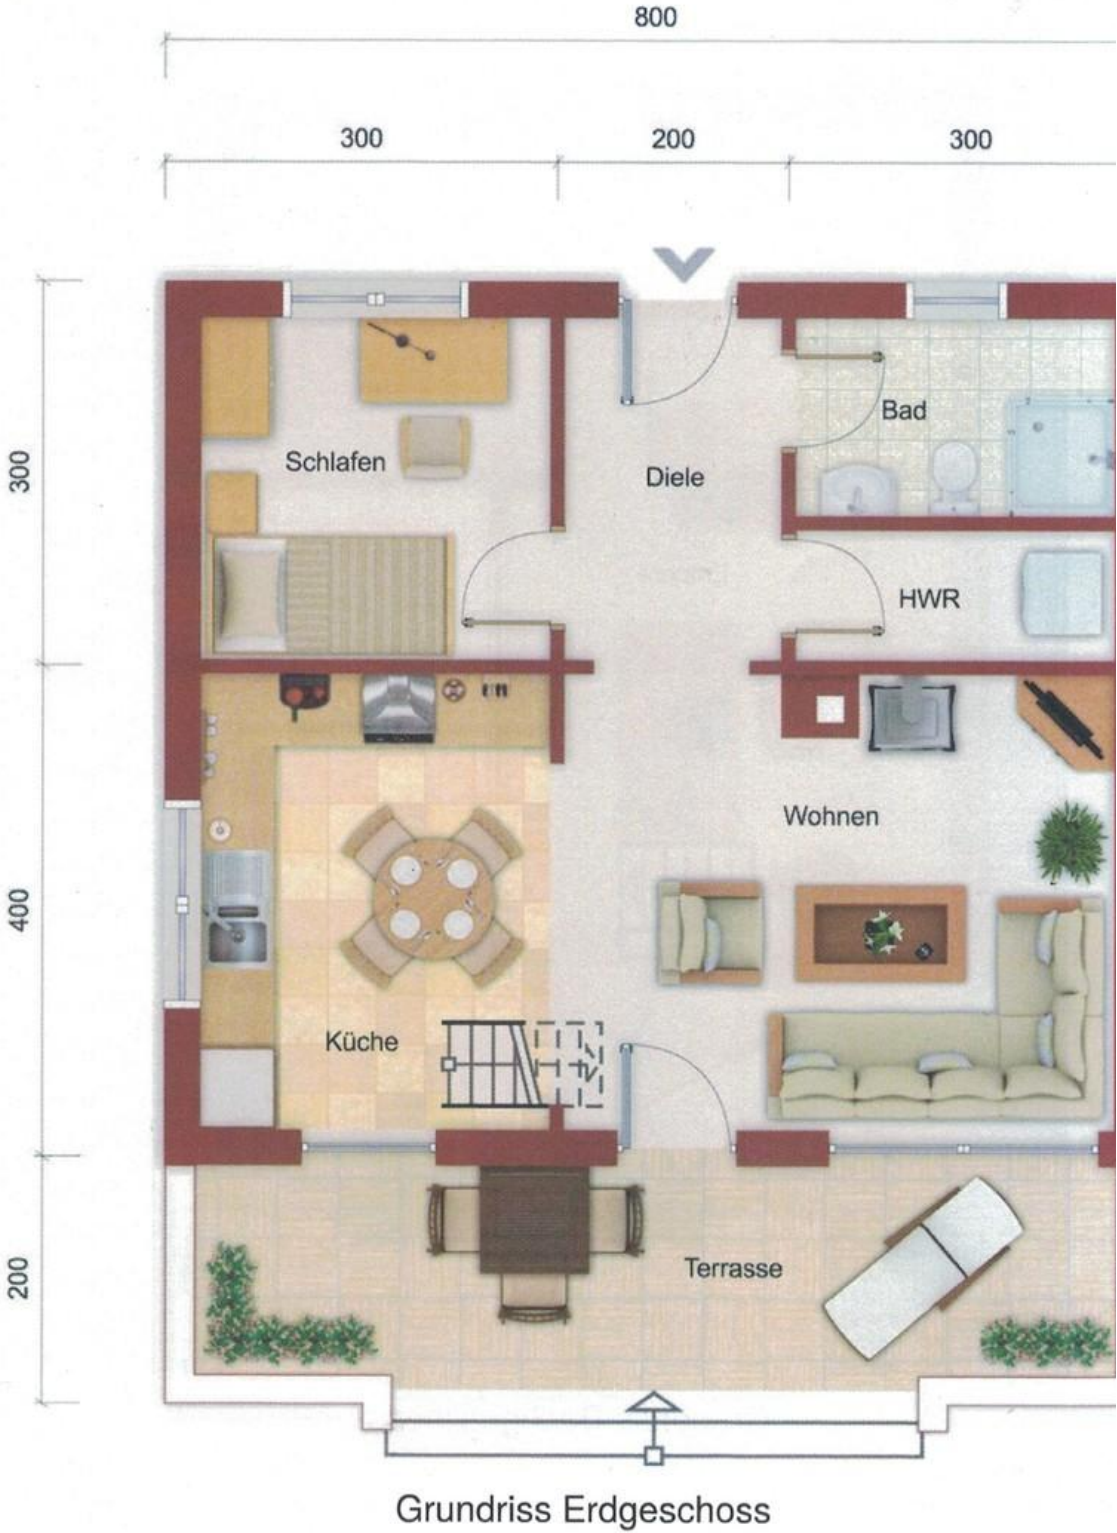 800
300 200 300
300
Schlafen
Diele
Bad
HWR
400
Wohnen
Küche
200
Terrasse
Grundriss Erdgeschoss